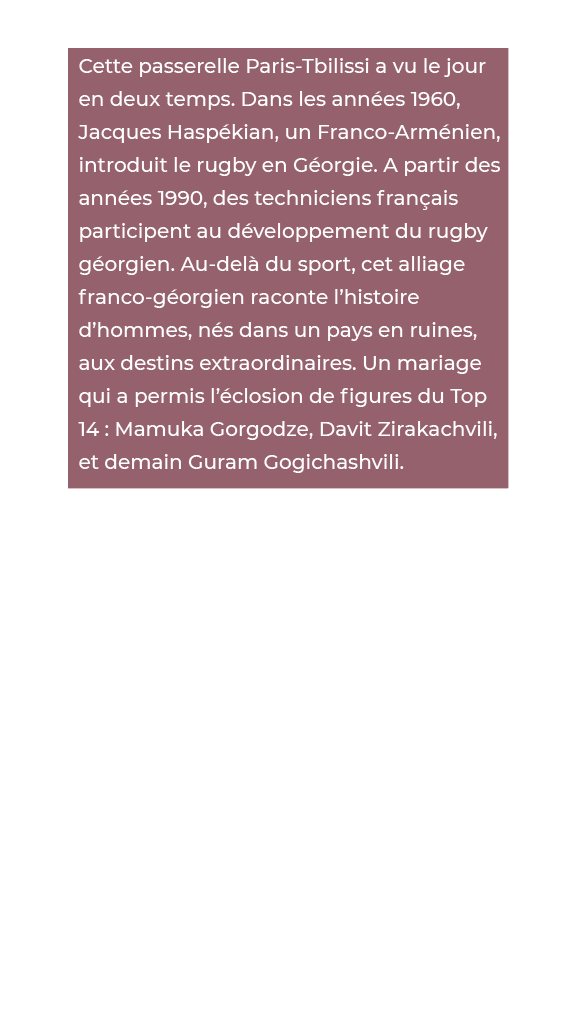 Cette passerelle Paris-Tbilissi a vu le jour
en deux temps. Dans les années 1960,
Jacques Haspékian, un Franco-Arménien,
introduit le rugby en Géorgie. A partir des
années 1990, des techniciens français
participent au développement du rugby
géorgien. Au-delà du sport, cet alliage
franco-géorgien raconte l’histoire
d’hommes, nés dans un pays en ruines,
aux destins extraordinaires. Un mariage
qui a permis l’éclosion de figures du Top
14 : Mamuka Gorgodze, Davit Zirakachvili,
et demain Guram Gogichashvili.